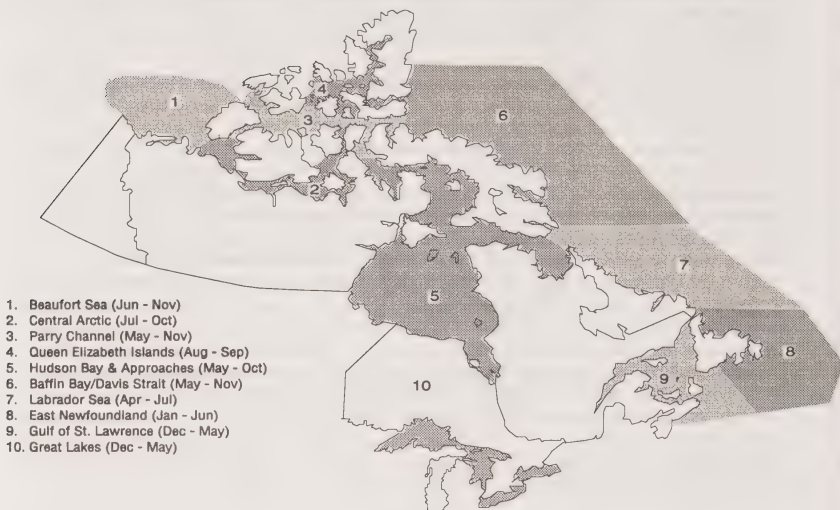 1
4
6
3
2
7
5
8
9
10
1. Beaufort Sea (Jun - Nov)
2. Central Arctic (Jul - Oct)
3. Parry Channel (May - Nov)
4. Queen Elizabeth Islands (Aug - Sep)
5. Hudson Bay & Approaches (May - Oct)
6. Baffin Bay/Davis Strait (May - Nov)
7. Labrador Sea (Apr - Jul)
8. East Newfoundland (Jan - Jun)
9. Gulf of St. Lawrence (Dec - May)
10. Great Lakes (Dec - May)